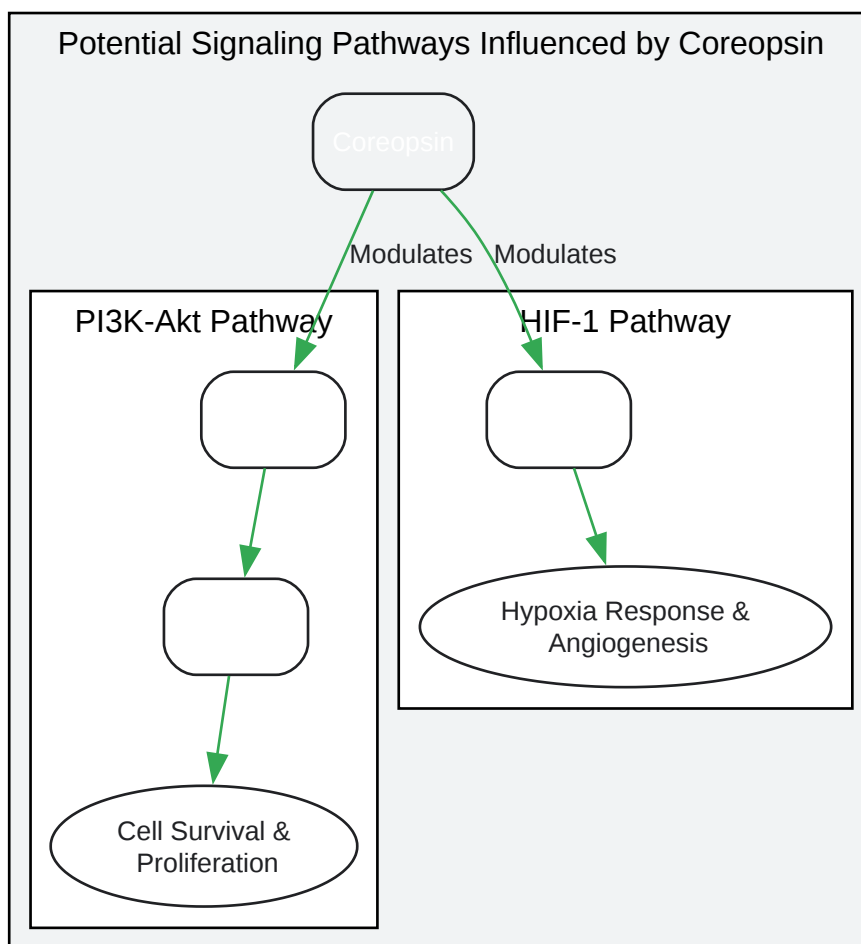 Potential Signaling Pathways Influenced by Coreopsin
Coreopsin
Modulates
Modulates
PI3K-Akt Pathway
HIF-1 Pathway
Hypoxia Response &
Angiogenesis
Cell Survival &
Proliferation